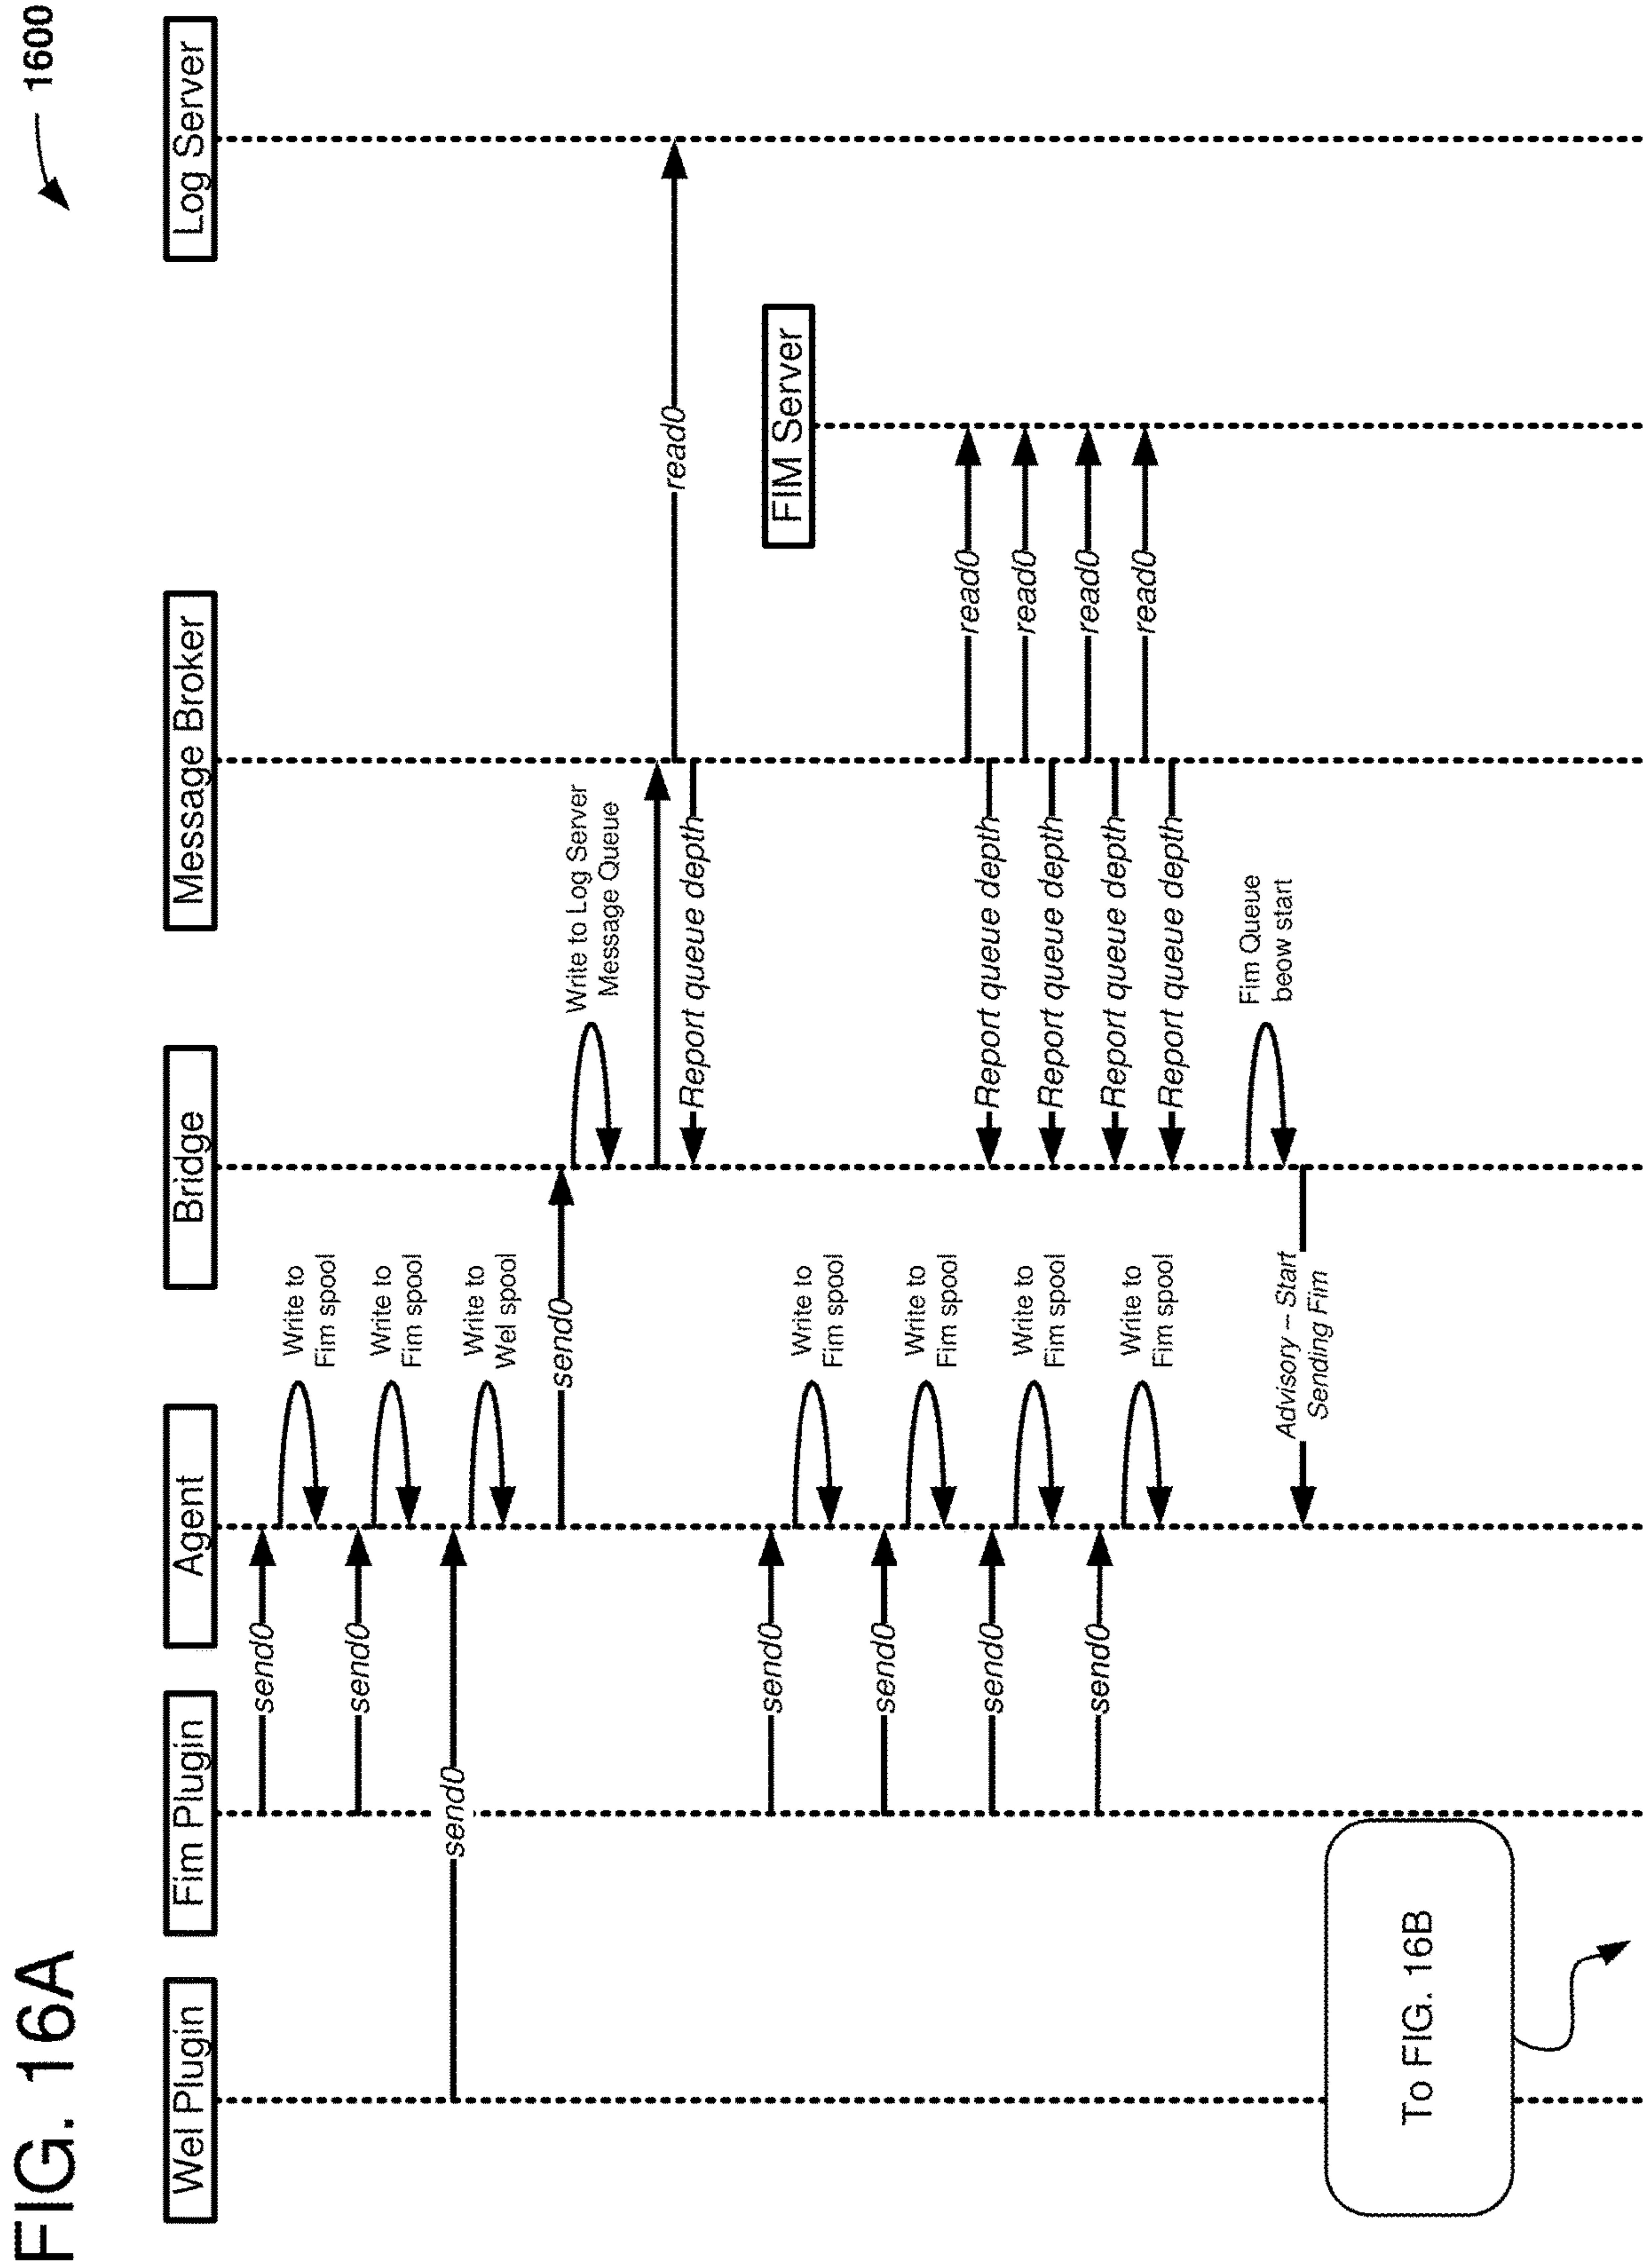 FIG. 16A
1600
Wel Plugin
Fim Plugin
Agent
Bridge
Message Broker
Log Server
send0
Write to
Fim spool
send0
Write to
Fim spool
send0
Write to
Wel spool
send0
Write to Log Server
Message Queue
read0
Report queue depth
send0
FIM Server
Write to
Fim spool
send0
Write to
Fim spool
read0
Report queue depth
send0
Write to
Fim spool
read0
Report queue depth
read0
send0
Report queue depth
Write to
Fim spool
read0
Report queue depth
Fim Queue
beow start
Advisory – Start
Sending Fim
To FIG. 16B